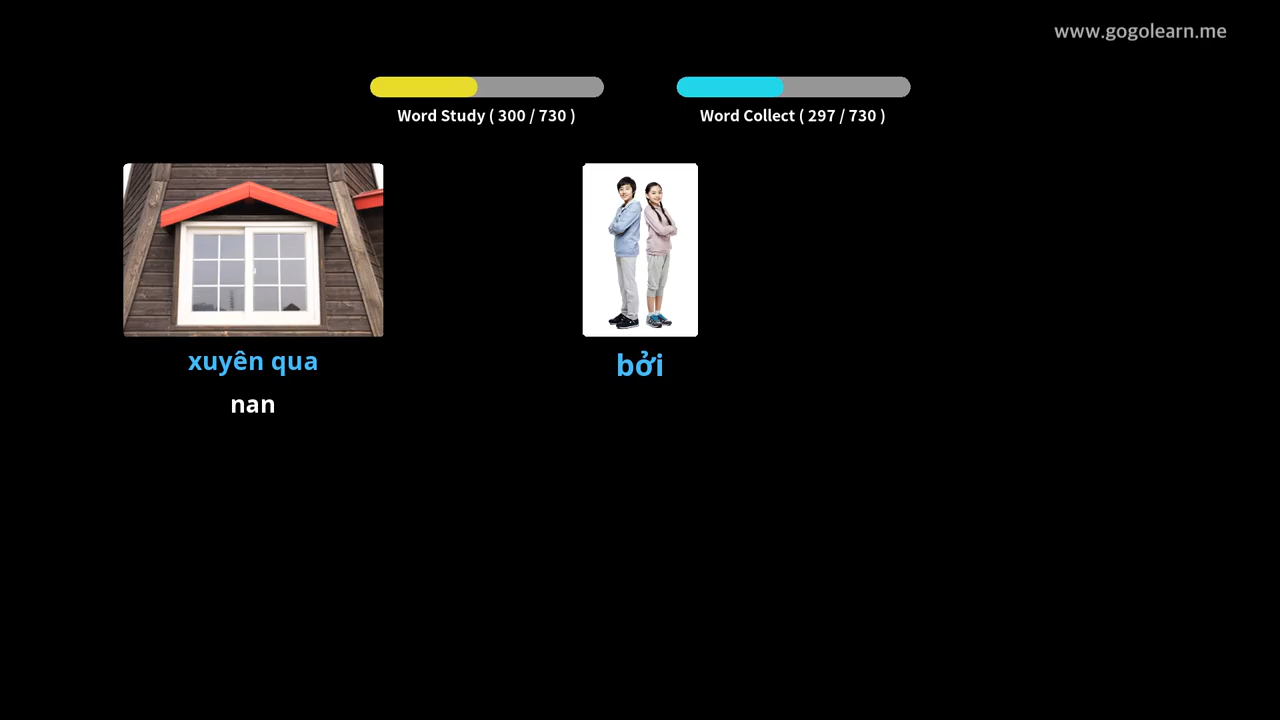 www.gogolearn.me
Word Study ( 300 / 730 )
Word Collect ( 297 / 730 )
xuyên qua
nan
bởi